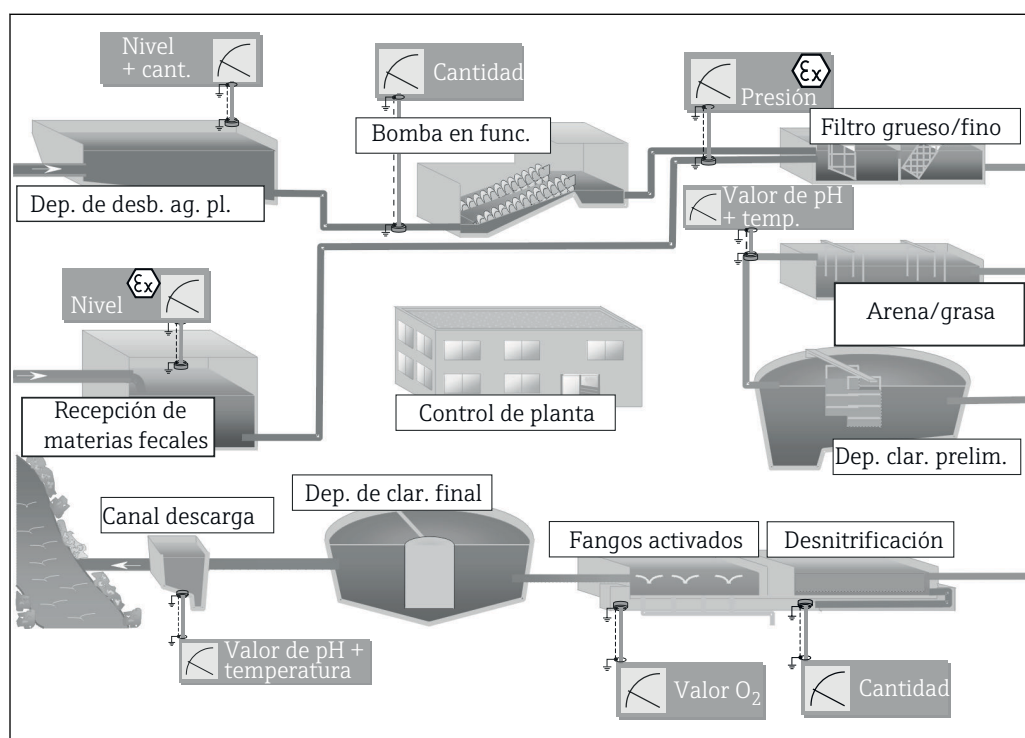 Nivel
+ cant.
Cantidad
Ex
Presión
Bomba en func.
Filtro grueso/fino
Dep. de desb. ag. pl.
Valor de pH
+ temp.
Nivel
Ex
Arena/grasa
Recepción de
materias fecales
Control de planta
Dep. clar. prelim.
Canal descarga
Dep. de clar. final
Fangos activados
Desnitrificación
Valor de pH +
temperatura
Valor O₂
Cantidad